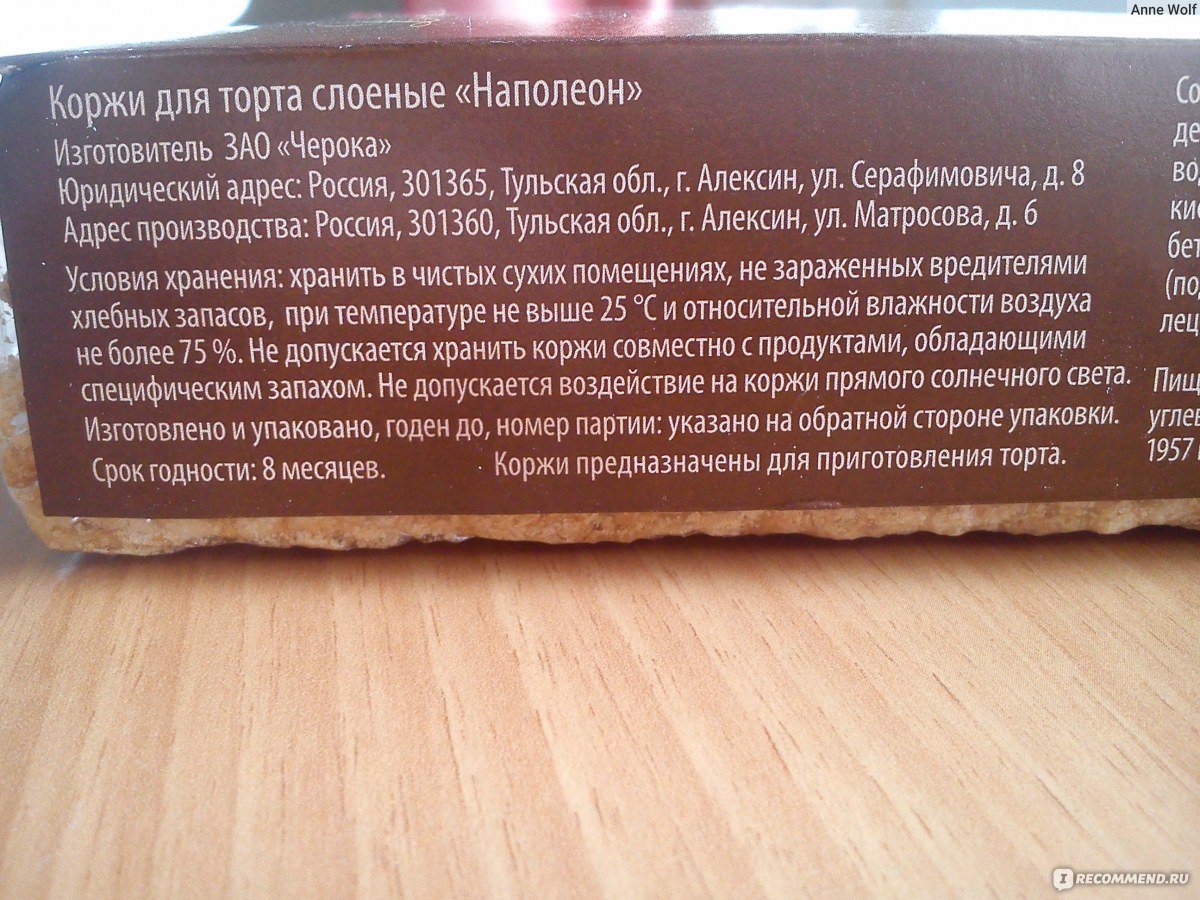 Anne Wolf
Коржи для торта слоеные «Наполеон»
Изготовитель ЗАО «Черока»
Юридический адрес: Россия, 301365, Тульская обл., г. Алексин, ул. Серафимовича, д. 8
Адрес производства: Россия, 301360, Тульская обл., г. Алексин, ул. Матросова, д. 6
Условия хранения: хранить в чистых сухих помещениях, не зараженных вредителями
хлебных запасов, при температуре не выше 25 °С и относительной влажности воздуха
не более 75 %. Не допускается хранить коржи совместно с продуктами, обладающими
специфическим запахом. Не допускается воздействие на коржи прямого солнечного света.
Изготовлено и упаковано, годен до, номер партии: указано на обратной стороне упаковки.
Срок годности: 8 месяцев. Коржи предназначены для приготовления торта.
1957
I RECOMMEND.RU